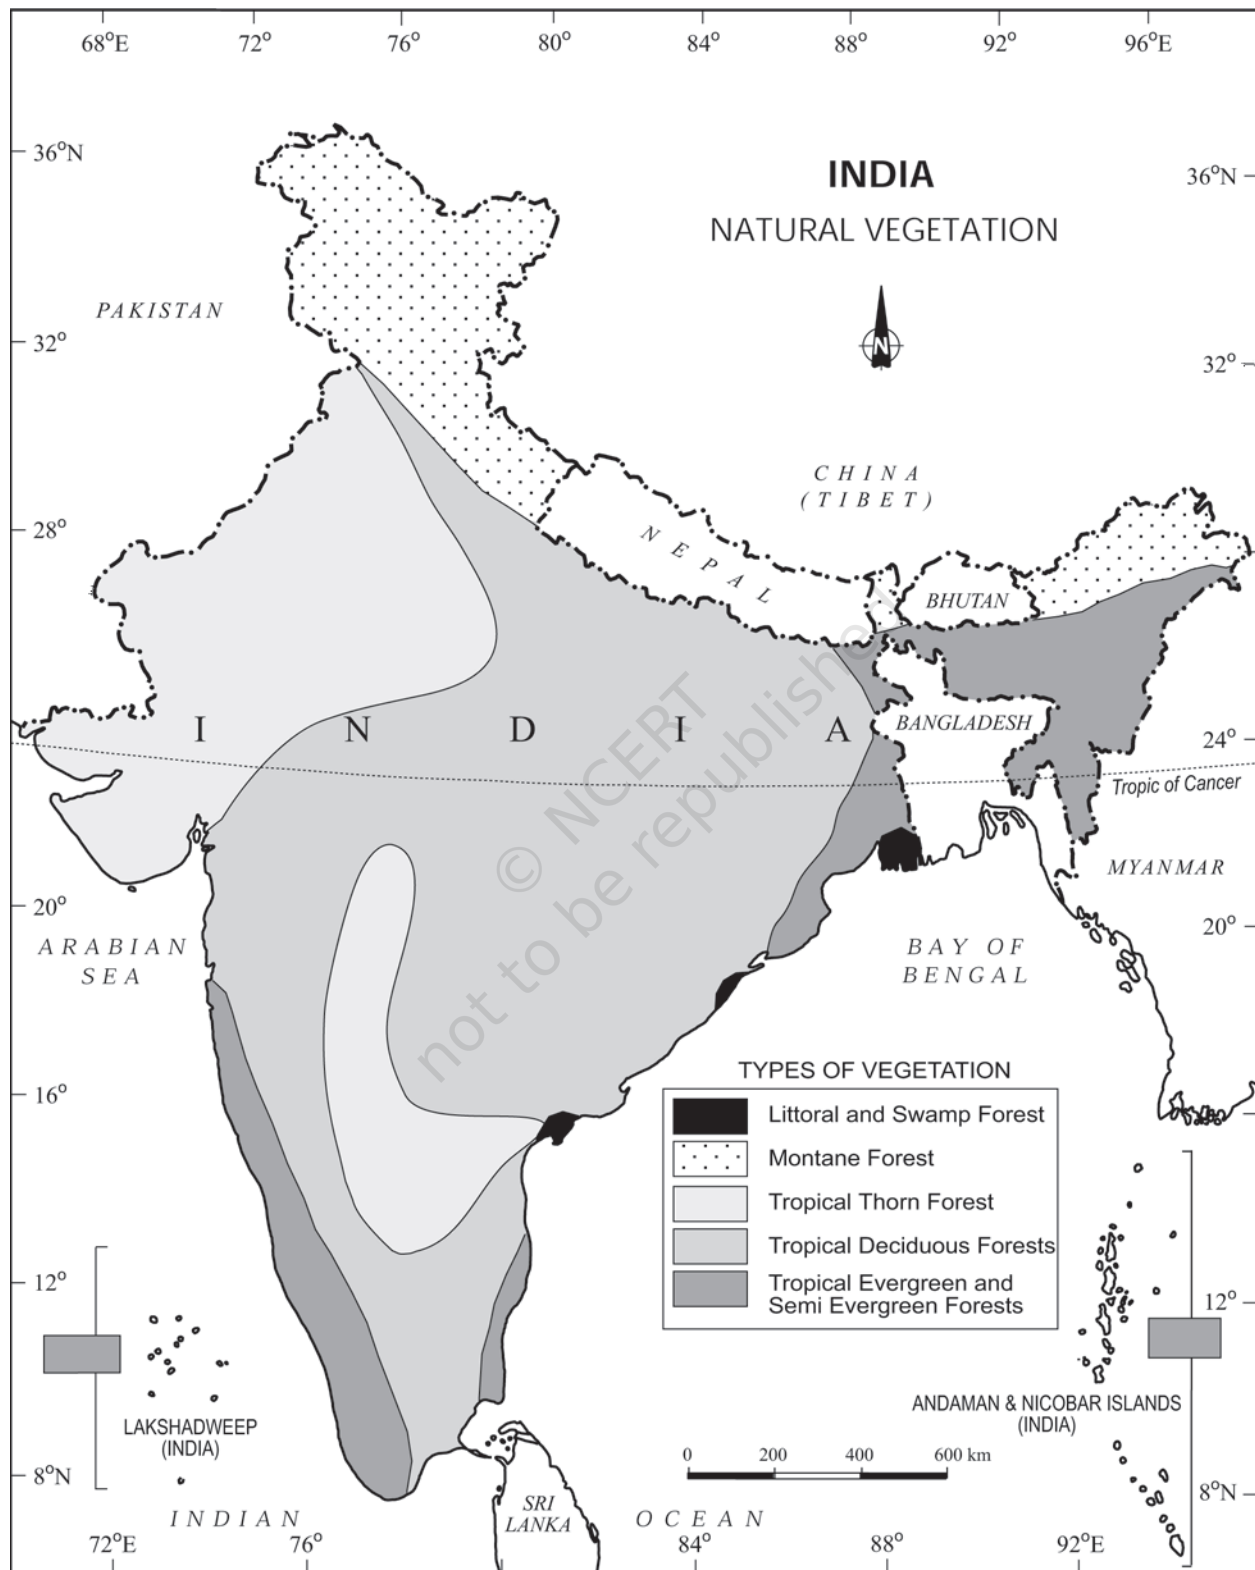 68°E 72° 76° 80° 84° 88° 92° 96°E
36°N
INDIA
36°N
NATURAL VEGETATION
PAKISTAN
N
32°
32°
CHINA
(TIBET)
28°
NEPAL
BHUTAN
INDIA
BANGLADESH
24°
Tropic of Cancer
MYANMAR
20°
20°
ARABIAN
SEA
BAY OF
BENGAL
© NCERT
not to be republished
16°
TYPES OF VEGETATION
Littoral and Swamp Forest
Montane Forest
Tropical Thorn Forest
Tropical Deciduous Forests
Tropical Evergreen and
Semi Evergreen Forests
12°
12°
LAKSHADWEEP
(INDIA)
ANDAMAN & NICOBAR ISLANDS
(INDIA)
0 200 400 600 km
8°N
8°N
SRI
LANKA
INDIAN OCEAN
72°E 76° 84° 88° 92°E